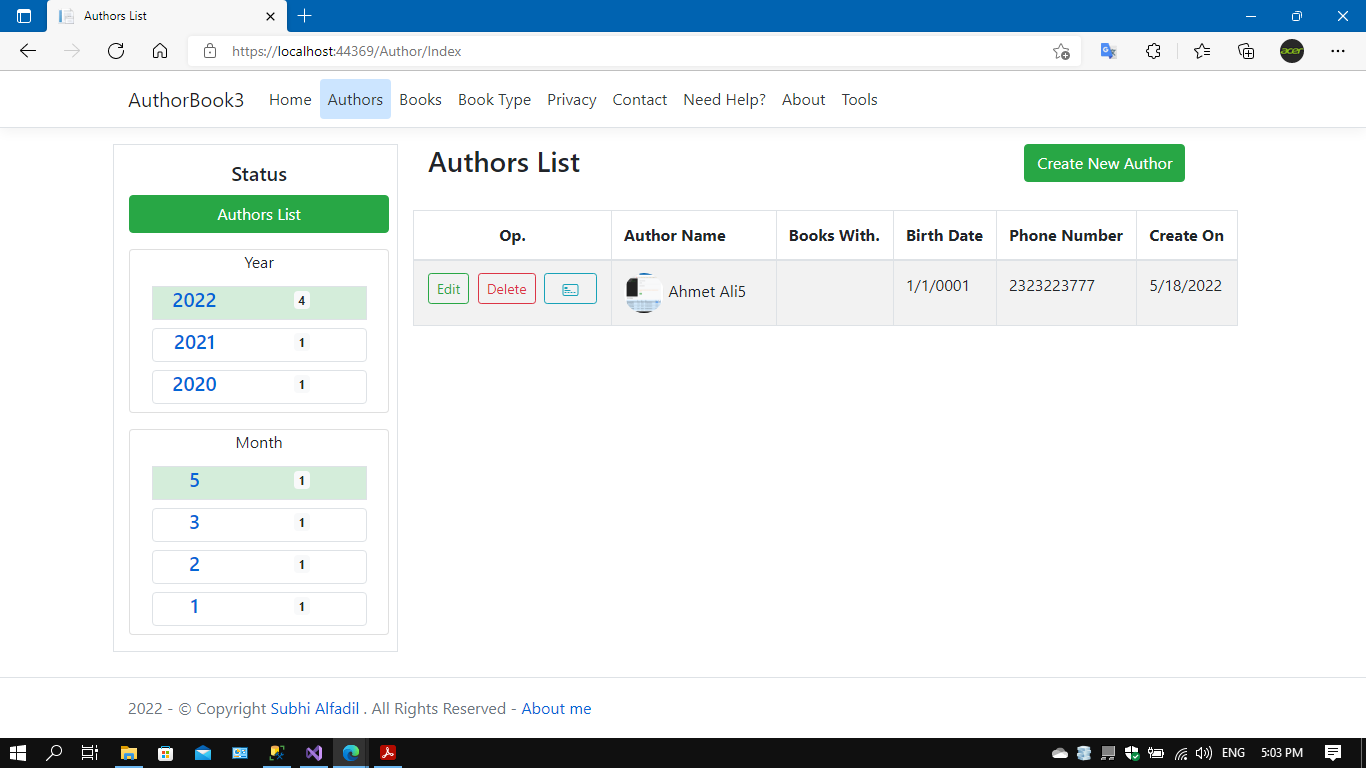 Authors List
https://localhost:44369/Author/Index
acer
AuthorBook3 Home Authors Books Book Type Privacy Contact Need Help? About Tools
Status
Authors List
Year
2022 4
2021 1
2020 1
Month
5 1
3 1
2 1
1 1
Authors List
Create New Author
Op. Author Name Books With. Birth Date Phone Number Create On
Edit Delete Ahmet Ali5 1/1/0001 2323223777 5/18/2022
2022 - © Copyright Subhi Alfadil . All Rights Reserved - About me
ENG 5:03 PM